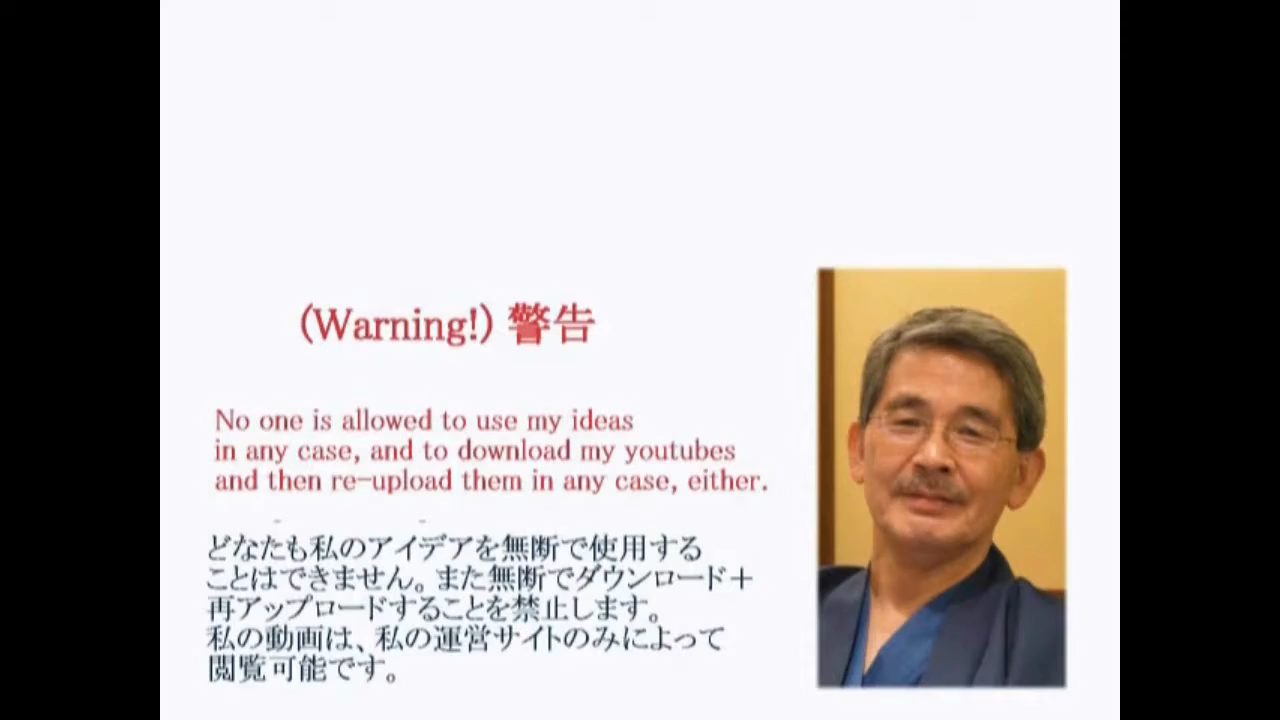 (Warning!) 警告
No one is allowed to use my ideas
in any case, and to download my youtubes
and then re-upload them in any case, either.
どなたも私のアイデアを無断で使用する
ことはできません。また無断でダウンロード＋
再アップロードすることを禁止します。
私の動画は、私の運営サイトのみによって
閲覧可能です。